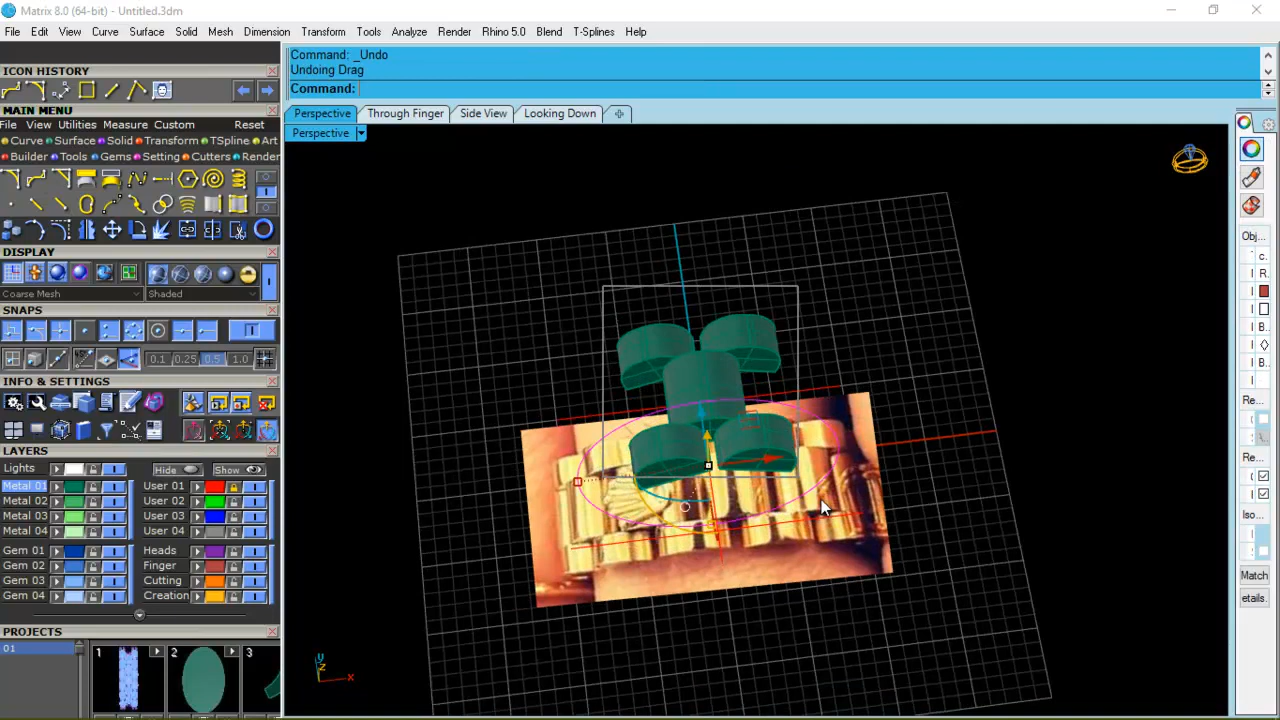 Matrix 8.0 (64-bit) - Untitled.3dm
File Edit View Curve Surface Solid Mesh Dimension Transform Tools Analyze Render Rhino 5.0 Blend T-Splines Help
ICON HISTORY
MAIN MENU
File View Utilities Measure Custom Reset
Curve Surface Solid Transform TSpline Art
Builder Tools Gems Setting Cutters Render
DISPLAY
Coarse Mesh Shaded
SNAPS
0.1 0.25 0.5 1.0
INFO & SETTINGS
LAYERS
Lights Hide Show
Metal 01 User 01
Metal 02 User 02
Metal 03 User 03
Metal 04 User 04
Gem 01 Heads
Gem 02 Finger
Gem 03 Cutting
Gem 04 Creation
PROJECTS
01
1 2 3
Command: _Undo
Undoing Drag
Command:
Perspective Through Finger Side View Looking Down
Perspective
y
z
x
Obj...
c.
R.
B..
B..
Re...
Re...
Iso...
Match
etails.